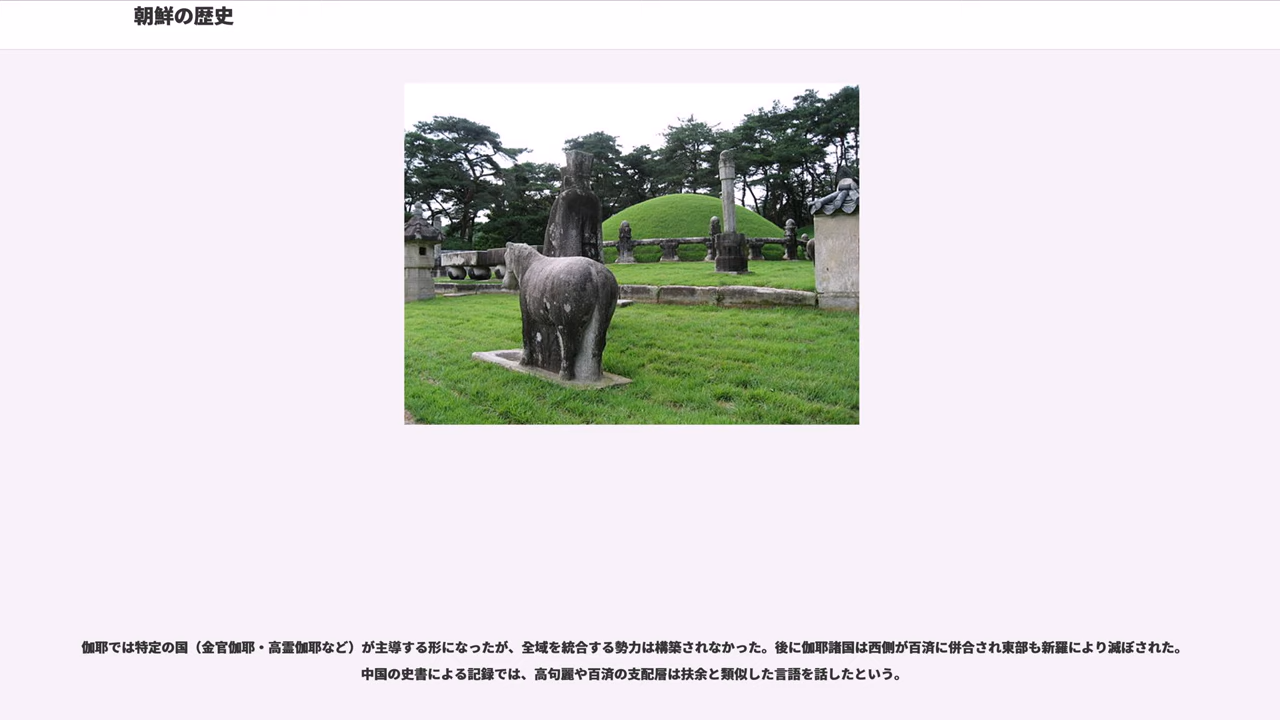 朝鮮の歴史
伽耶では特定の国（金官伽耶・高霊伽耶など）が主導する形になったが、全域を統合する勢力は構築されなかった。後に伽耶諸国は西側が百済に併合され東部も新羅により滅ぼされた。
中国の史書による記録では、高句麗や百済の支配層は扶余と類似した言語を話したという。